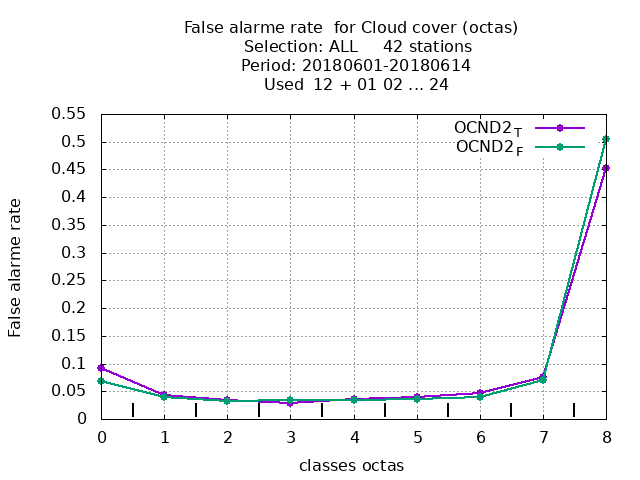 False alarme rate  for Cloud cover (octas)
Selection: ALL     42 stations
Period: 20180601-20180614
Used  12 + 01 02 ... 24
OCND2T
OCND2F
0.55
0.5
0.45
0.4
0.35
0.3
0.25
0.2
0.15
0.1
0.05
0
False alarme rate
0 1 2 3 4 5 6 7 8
classes octas